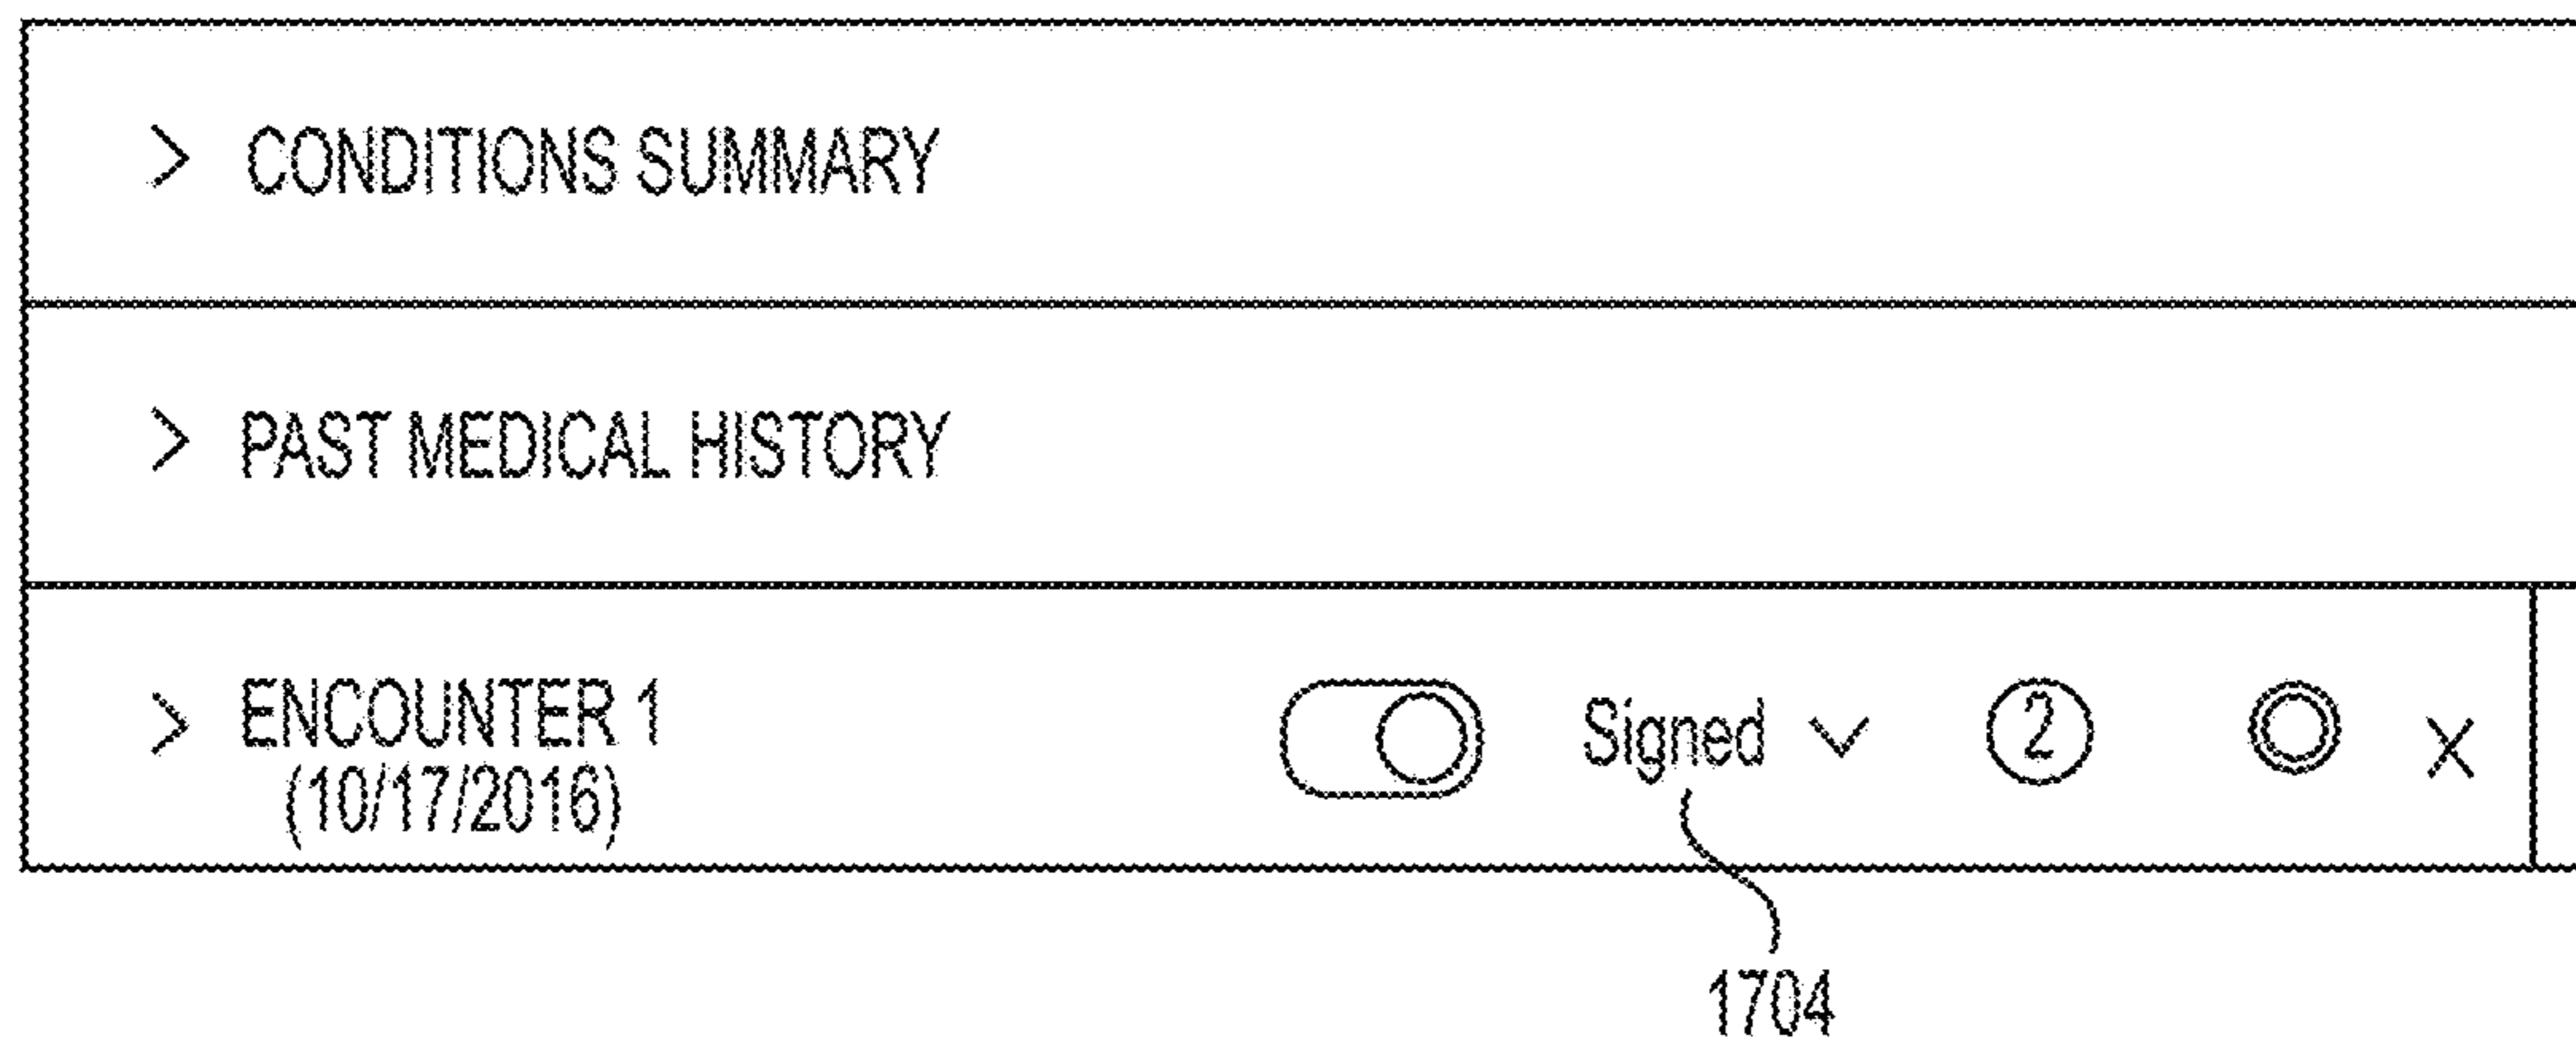 > CONDITIONS SUMMARY
> PAST MEDICAL HISTORY
> ENCOUNTER 1 Signed 2 X
(10/17/2016)
1704